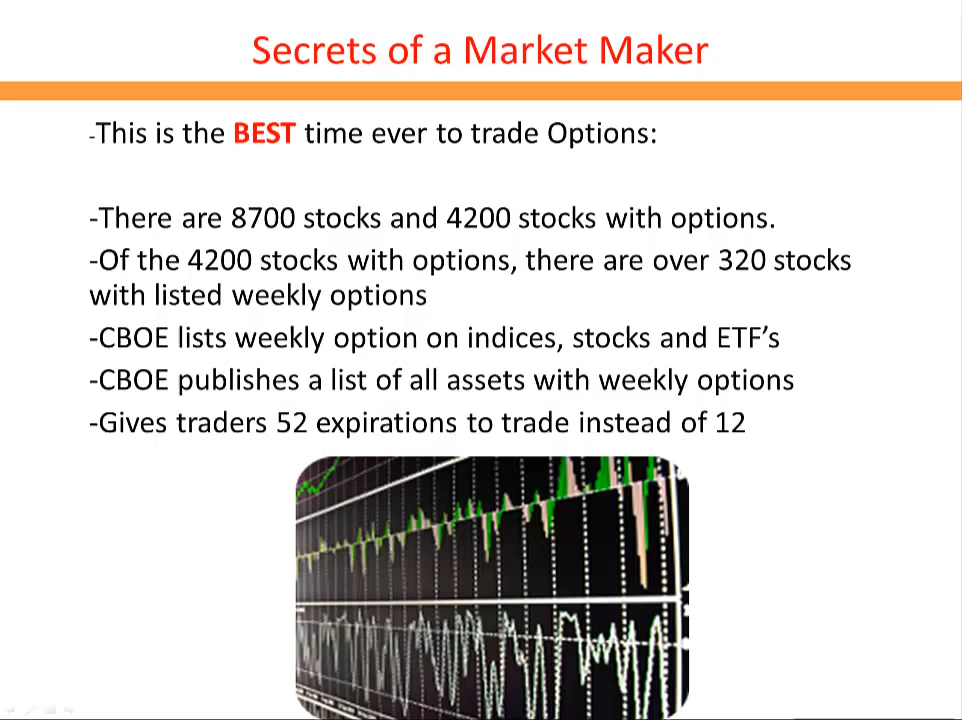 Secrets of a Market Maker
-This is the BEST time ever to trade Options:
-There are 8700 stocks and 4200 stocks with options.
-Of the 4200 stocks with options, there are over 320 stocks
with listed weekly options
-CBOE lists weekly option on indices, stocks and ETF’s
-CBOE publishes a list of all assets with weekly options
-Gives traders 52 expirations to trade instead of 12